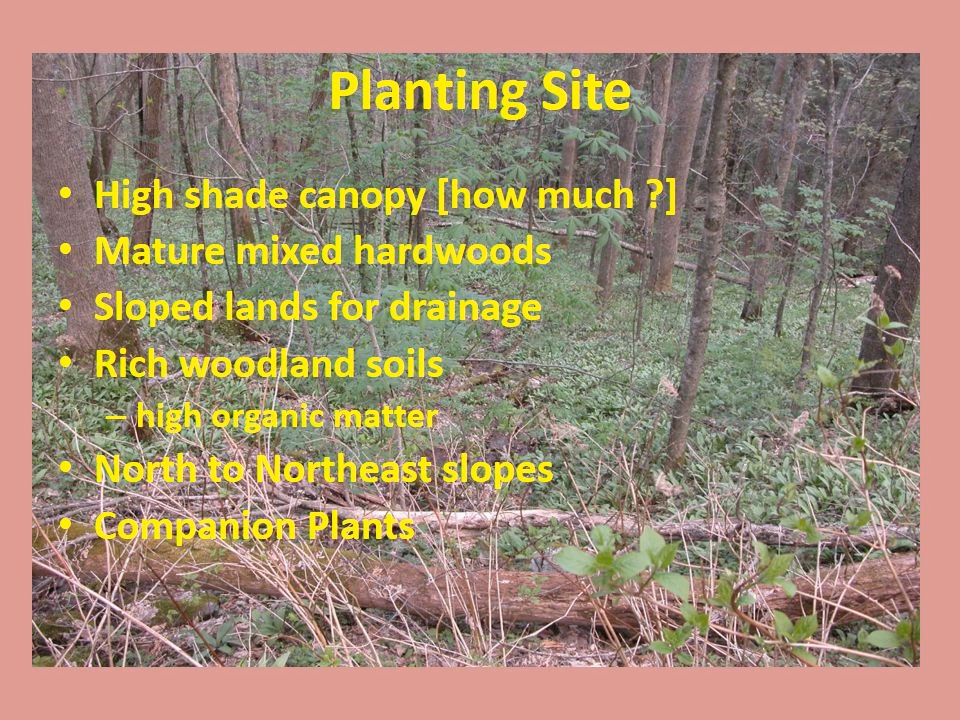 Planting Site
• High shade canopy [how much ?]
• Mature mixed hardwoods
• Sloped lands for drainage
• Rich woodland soils
– high organic matter
• North to Northeast slopes
• Companion Plants